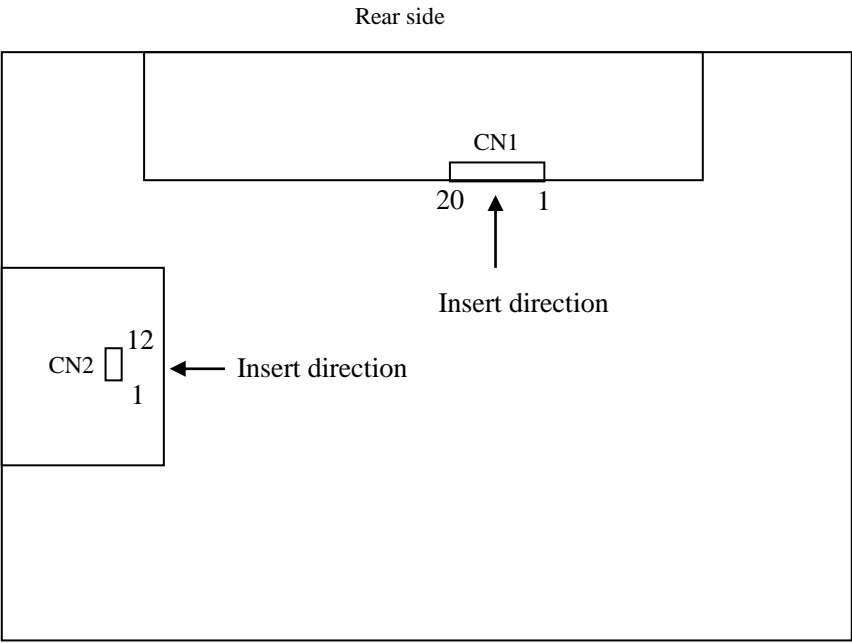 Rear side
CN1
20 1
Insert direction
12
CN2
Insert direction
1